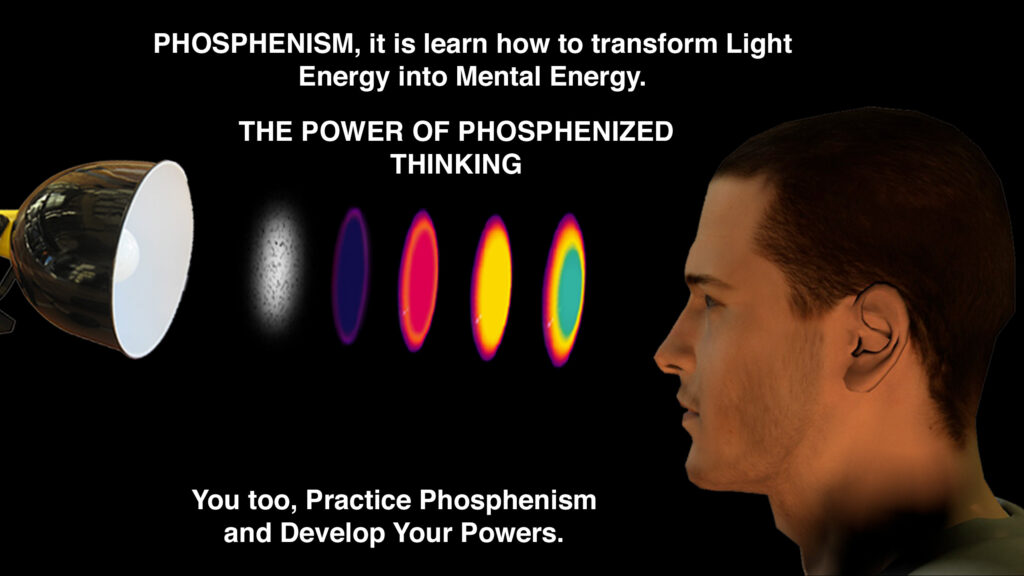 PHOSPHENISM, it is learn how to transform Light
Energy into Mental Energy.
THE POWER OF PHOSPHENIZED
THINKING
You too, Practice Phosphenism
and Develop Your Powers.